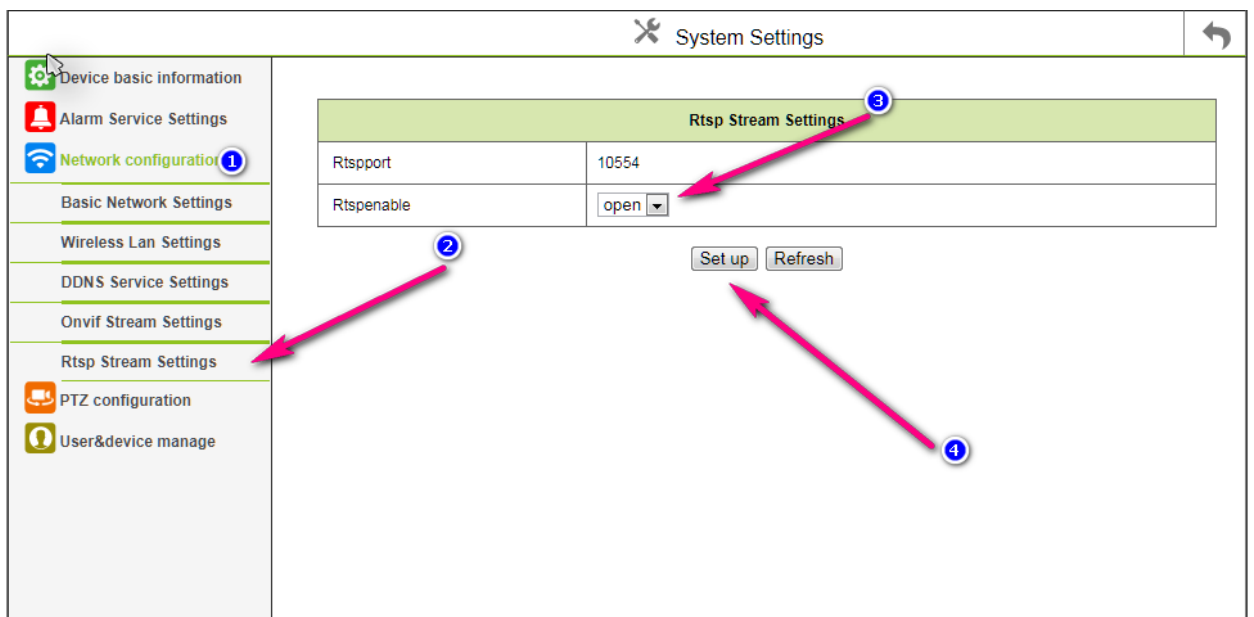 System Settings
Device basic information
Alarm Service Settings
Network configuration 1
Basic Network Settings
Wireless Lan Settings
DDNS Service Settings
Onvif Stream Settings
Rtsp Stream Settings
PTZ configuration
User&device manage
3
Rtsp Stream Settings
Rtspport 10554
Rtspenable open
2
Set up Refresh
4